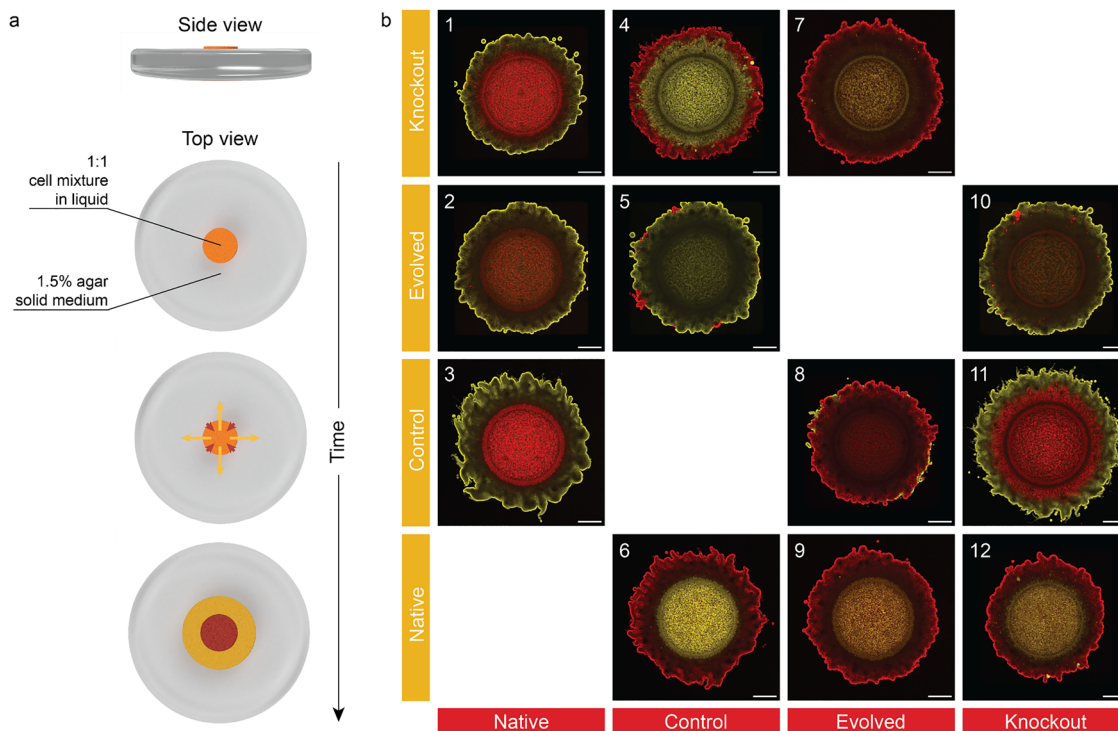 a
Side view
Top view
1:1
cell mixture
in liquid
1.5% agar
solid medium
Time
b
Knockout
1
4
7
Evolved
2
5
10
Control
3
8
11
Native
6
9
12
Native
Control
Evolved
Knockout